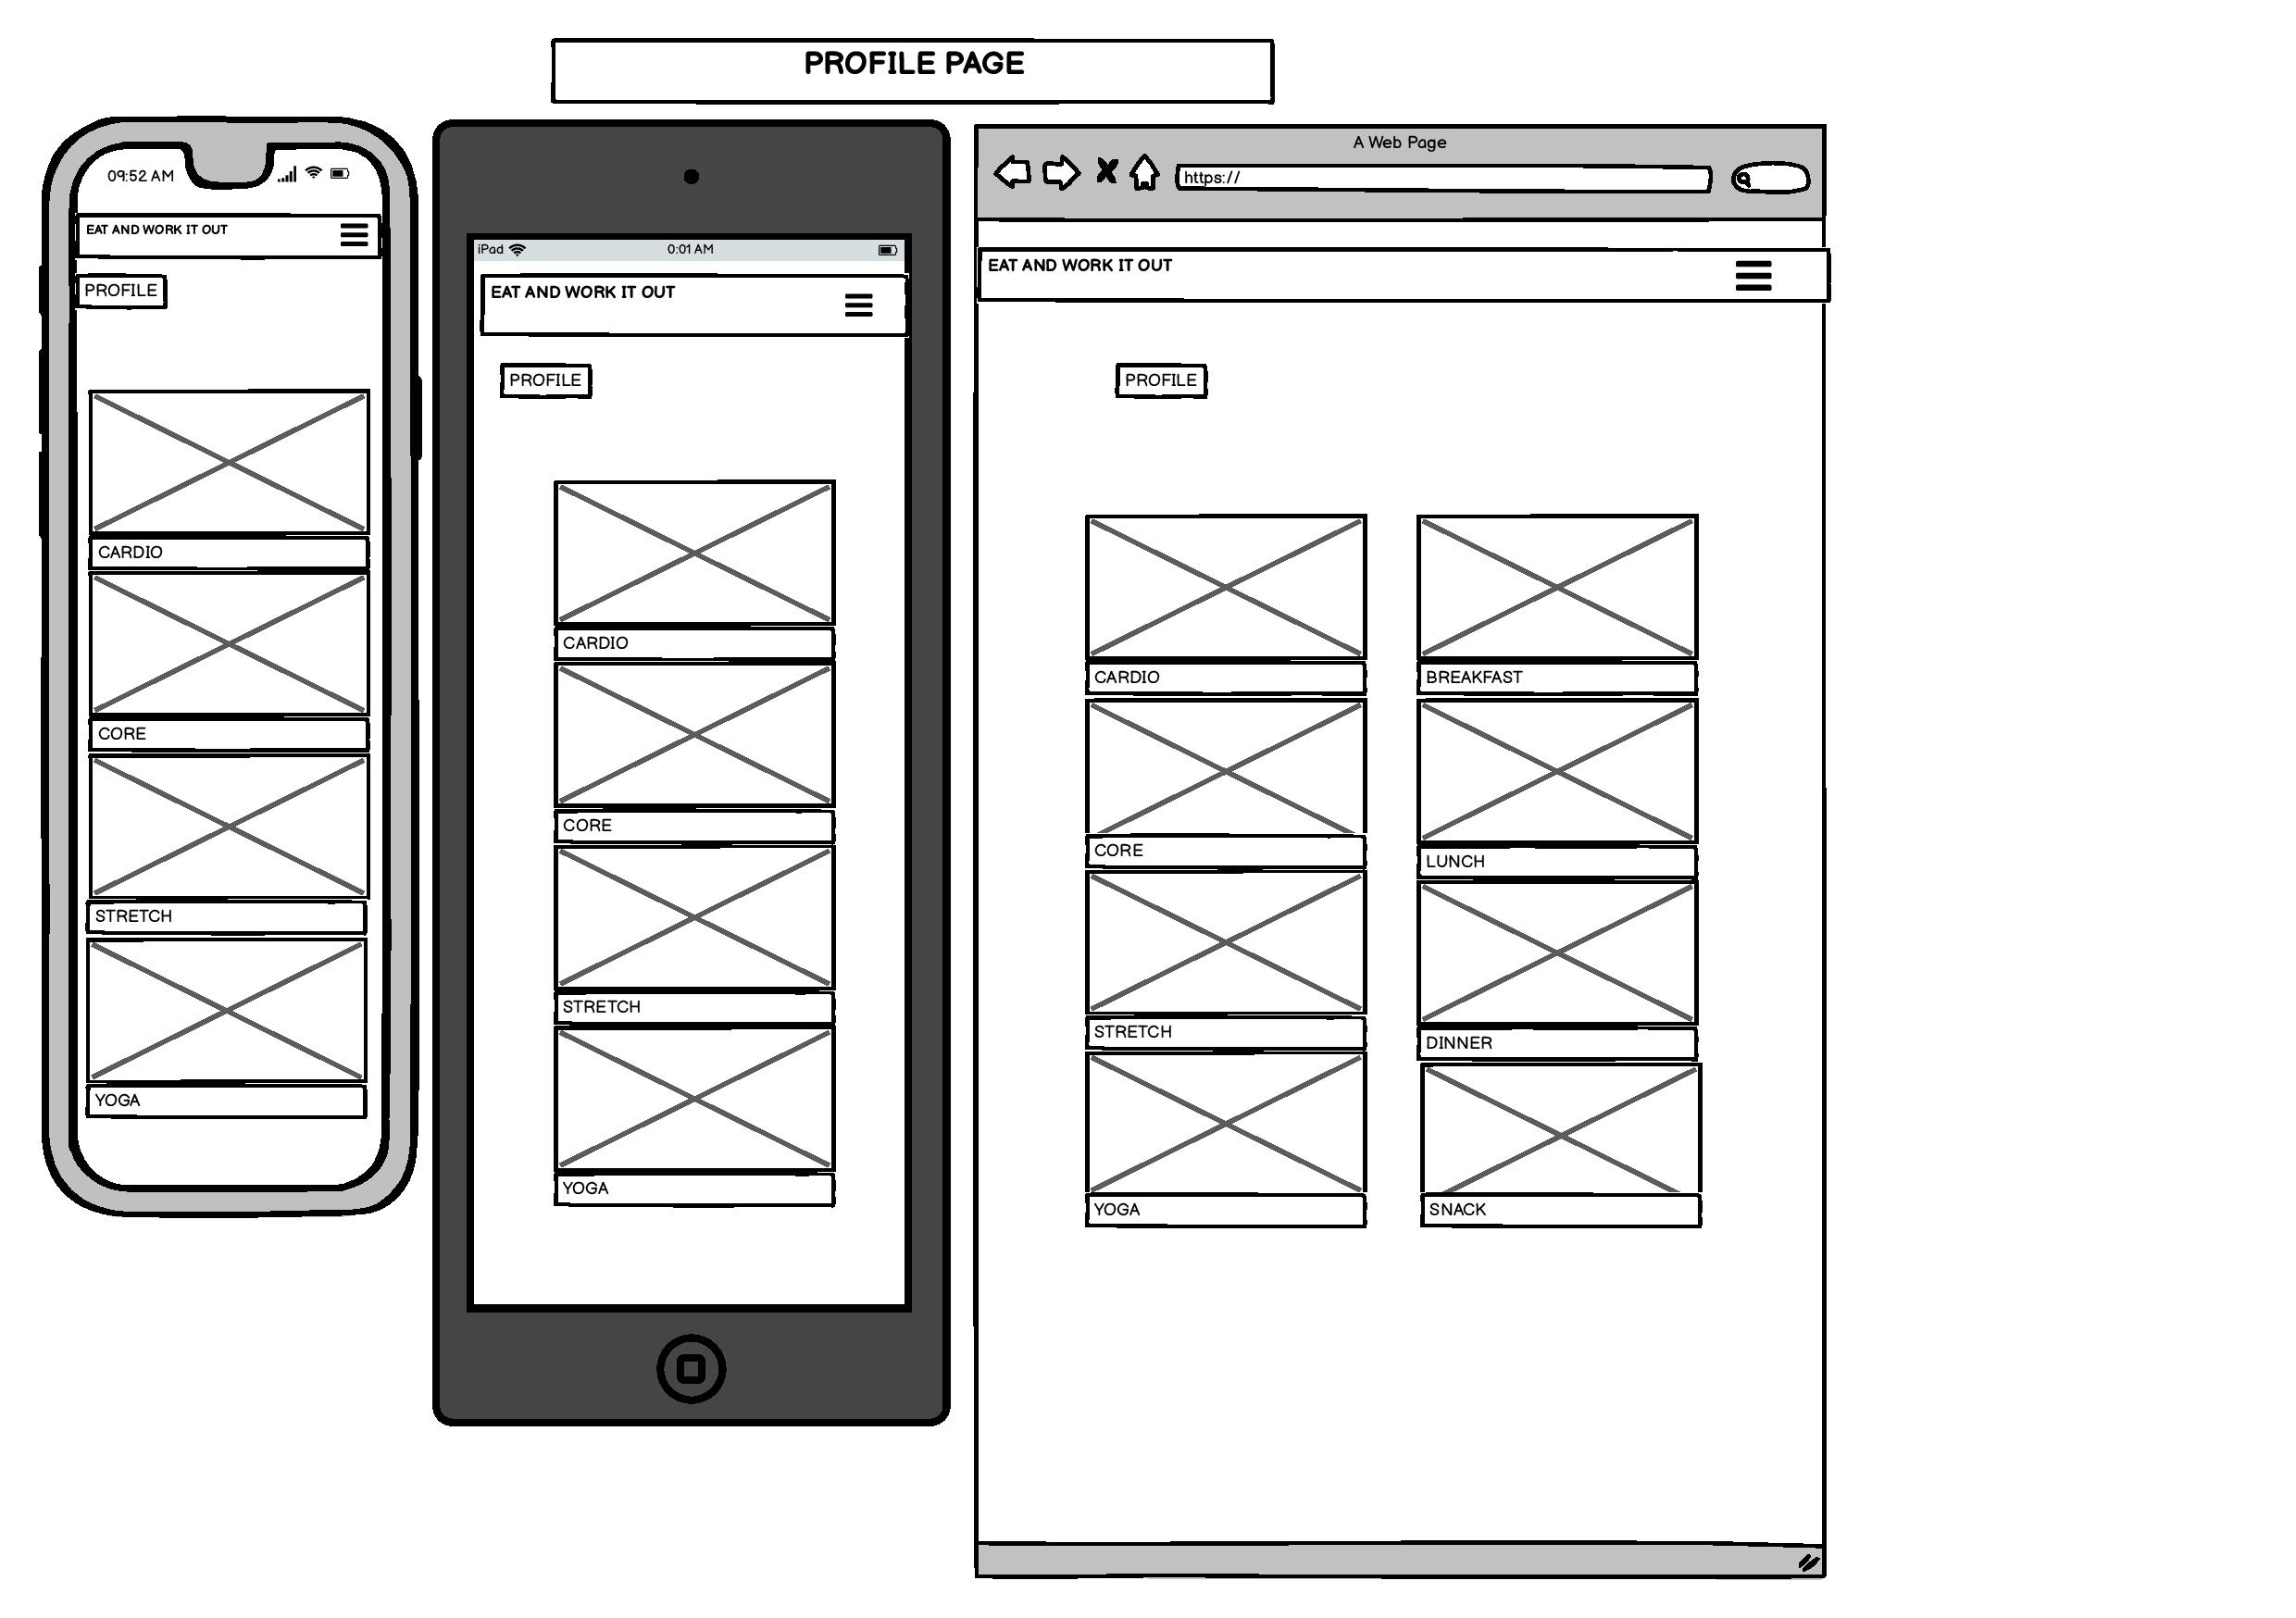 PROFILE PAGE
09:52 AM
EAT AND WORK IT OUT
PROFILE
CARDIO
CORE
STRETCH
YOGA
iPad
0:01 AM
EAT AND WORK IT OUT
PROFILE
CARDIO
CORE
STRETCH
YOGA
A Web Page
https://
EAT AND WORK IT OUT
PROFILE
CARDIO
CORE
STRETCH
YOGA
BREAKFAST
LUNCH
DINNER
SNACK